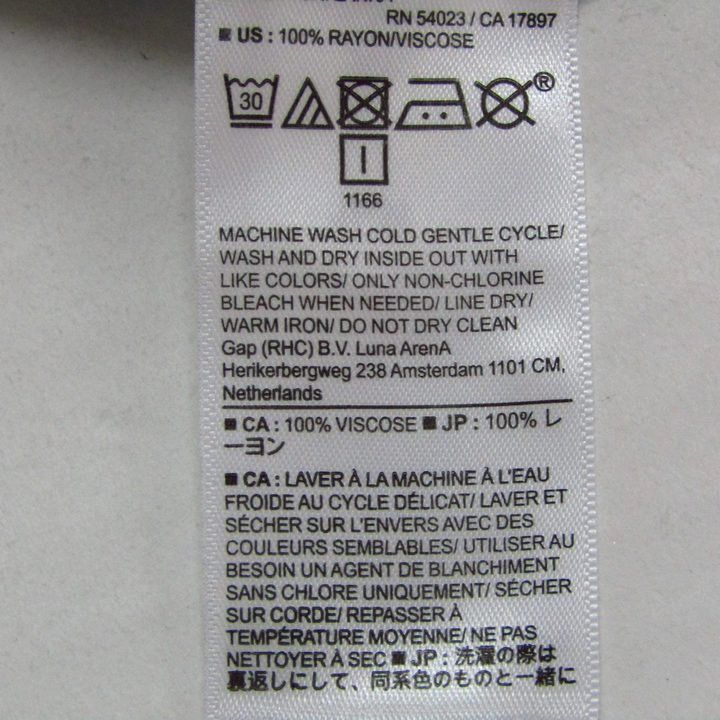 RN 54023 / CA 17897
■ US : 100% RAYON/VISCOSE
30
®
1166
MACHINE WASH COLD GENTLE CYCLE/
WASH AND DRY INSIDE OUT WITH
LIKE COLORS/ ONLY NON-CHLORINE
BLEACH WHEN NEEDED/ LINE DRY/
WARM IRON/ DO NOT DRY CLEAN
Gap (RHC) B.V. Luna ArenA
Herikerbergweg 238 Amsterdam 1101 CM,
Netherlands
■ CA : 100% VISCOSE ■ JP : 100% レ
ーヨン
■ CA : LAVER À LA MACHINE À L'EAU
FROIDE AU CYCLE DÉLICAT/ LAVER ET
SÉCHER SUR L'ENVERS AVEC DES
COULEURS SEMBLABLES/ UTILISER AU
BESOIN UN AGENT DE BLANCHIMENT
SANS CHLORE UNIQUEMENT/ SÉCHER
SUR CORDE/ REPASSER À
TEMPÉRATURE MOYENNE/ NE PAS
NETTOYER À SEC ■ JP : 洗濯の際は
裏返しにして、同系色のものと一緒に